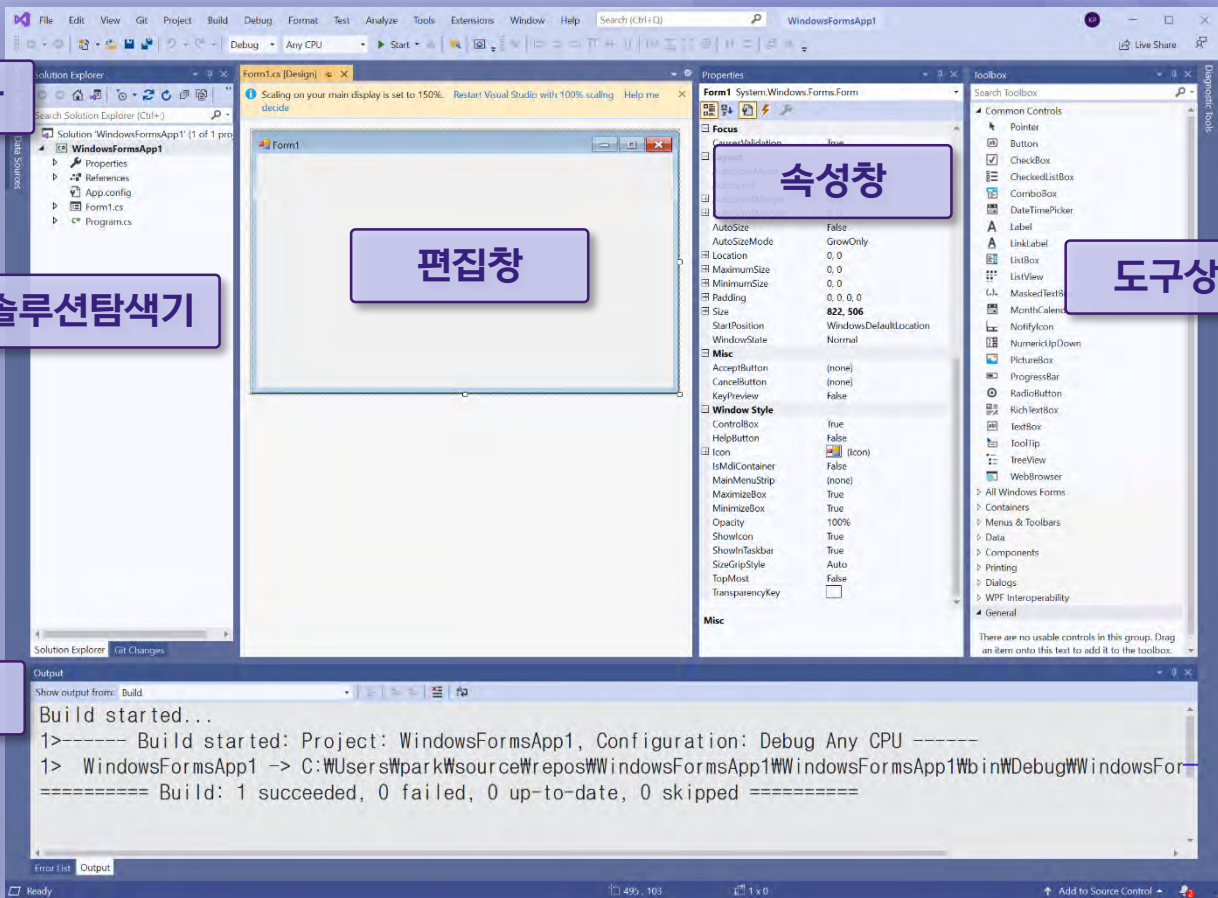 File Edit View Git Project Build Debug Format Test Analyze Tools Extensions Window Help Search (Ctrl+Q) WindowsFormsApp1 KP
Debug Any CPU Start Live Share
Solution Explorer
Search Solution Explorer (Ctrl+;)
Solution 'WindowsFormsApp1' (1 of 1 proj
WindowsFormsApp1
Properties
References
App.config
Form1.cs
Program.cs
Data Sources
솔루션탐색기
Solution Explorer Git Changes
Form1.cs [Design]
Scaling on your main display is set to 150%. Restart Visual Studio with 100% scaling Help me
decide
Form1
편집창
Properties
Form1 System.Windows.Forms.Form
Focus
CausesValidation True
Layout
속성창
AutoSize False
AutoSizeMode GrowOnly
Location 0, 0
MaximumSize 0, 0
MinimumSize 0, 0
Padding 0, 0, 0, 0
Size 822, 506
StartPosition WindowsDefaultLocation
WindowState Normal
Misc
AcceptButton (none)
CancelButton (none)
KeyPreview False
Window Style
ControlBox True
HelpButton False
Icon (Icon)
IsMdiContainer False
MainMenuStrip (none)
MaximizeBox True
MinimizeBox True
Opacity 100%
ShowIcon True
ShowInTaskbar True
SizeGripStyle Auto
TopMost False
TransparencyKey
Misc
Toolbox
Search Toolbox
Common Controls
Pointer
Button
CheckBox
CheckedListBox
ComboBox
DateTimePicker
Label
LinkLabel
ListBox
ListView
MaskedTextB
MonthCalend
NotifyIcon
NumericUpDown
PictureBox
ProgressBar
RadioButton
RichTextBox
TextBox
ToolTip
TreeView
WebBrowser
All Windows Forms
Containers
Menus & Toolbars
Data
Components
Printing
Dialogs
WPF Interoperability
General
There are no usable controls in this group. Drag
an item onto this text to add it to the toolbox.
도구상
Diagnostic Tools
Output
Show output from: Build
Build started...
1>------ Build started: Project: WindowsFormsApp1, Configuration: Debug Any CPU ------
1> WindowsFormsApp1 -> C:₩Users₩park₩source₩repos₩WindowsFormsApp1₩WindowsFormsApp1₩bin₩Debug₩WindowsFor
========== Build: 1 succeeded, 0 failed, 0 up-to-date, 0 skipped ==========
Error List Output
Ready 495, 103 1 x 0 Add to Source Control 2